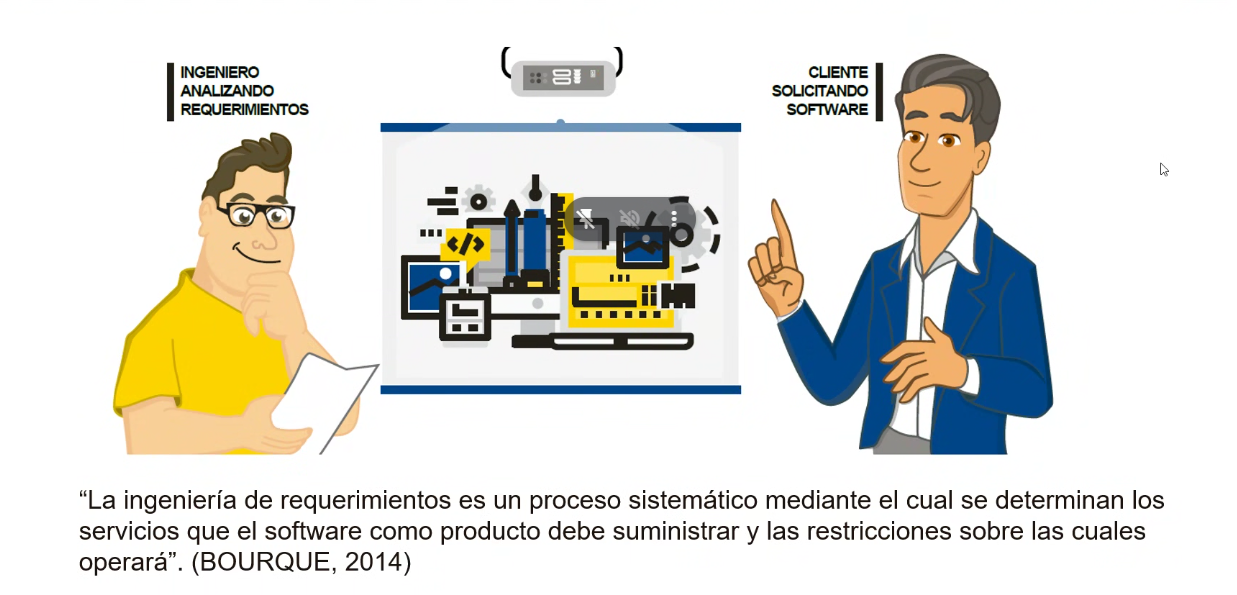 INGENIERO
ANALIZANDO
REQUERIMIENTOS
CLIENTE
SOLICITANDO
SOFTWARE
</>
“La ingeniería de requerimientos es un proceso sistemático mediante el cual se determinan los
servicios que el software como producto debe suministrar y las restricciones sobre las cuales
operará”. (BOURQUE, 2014)